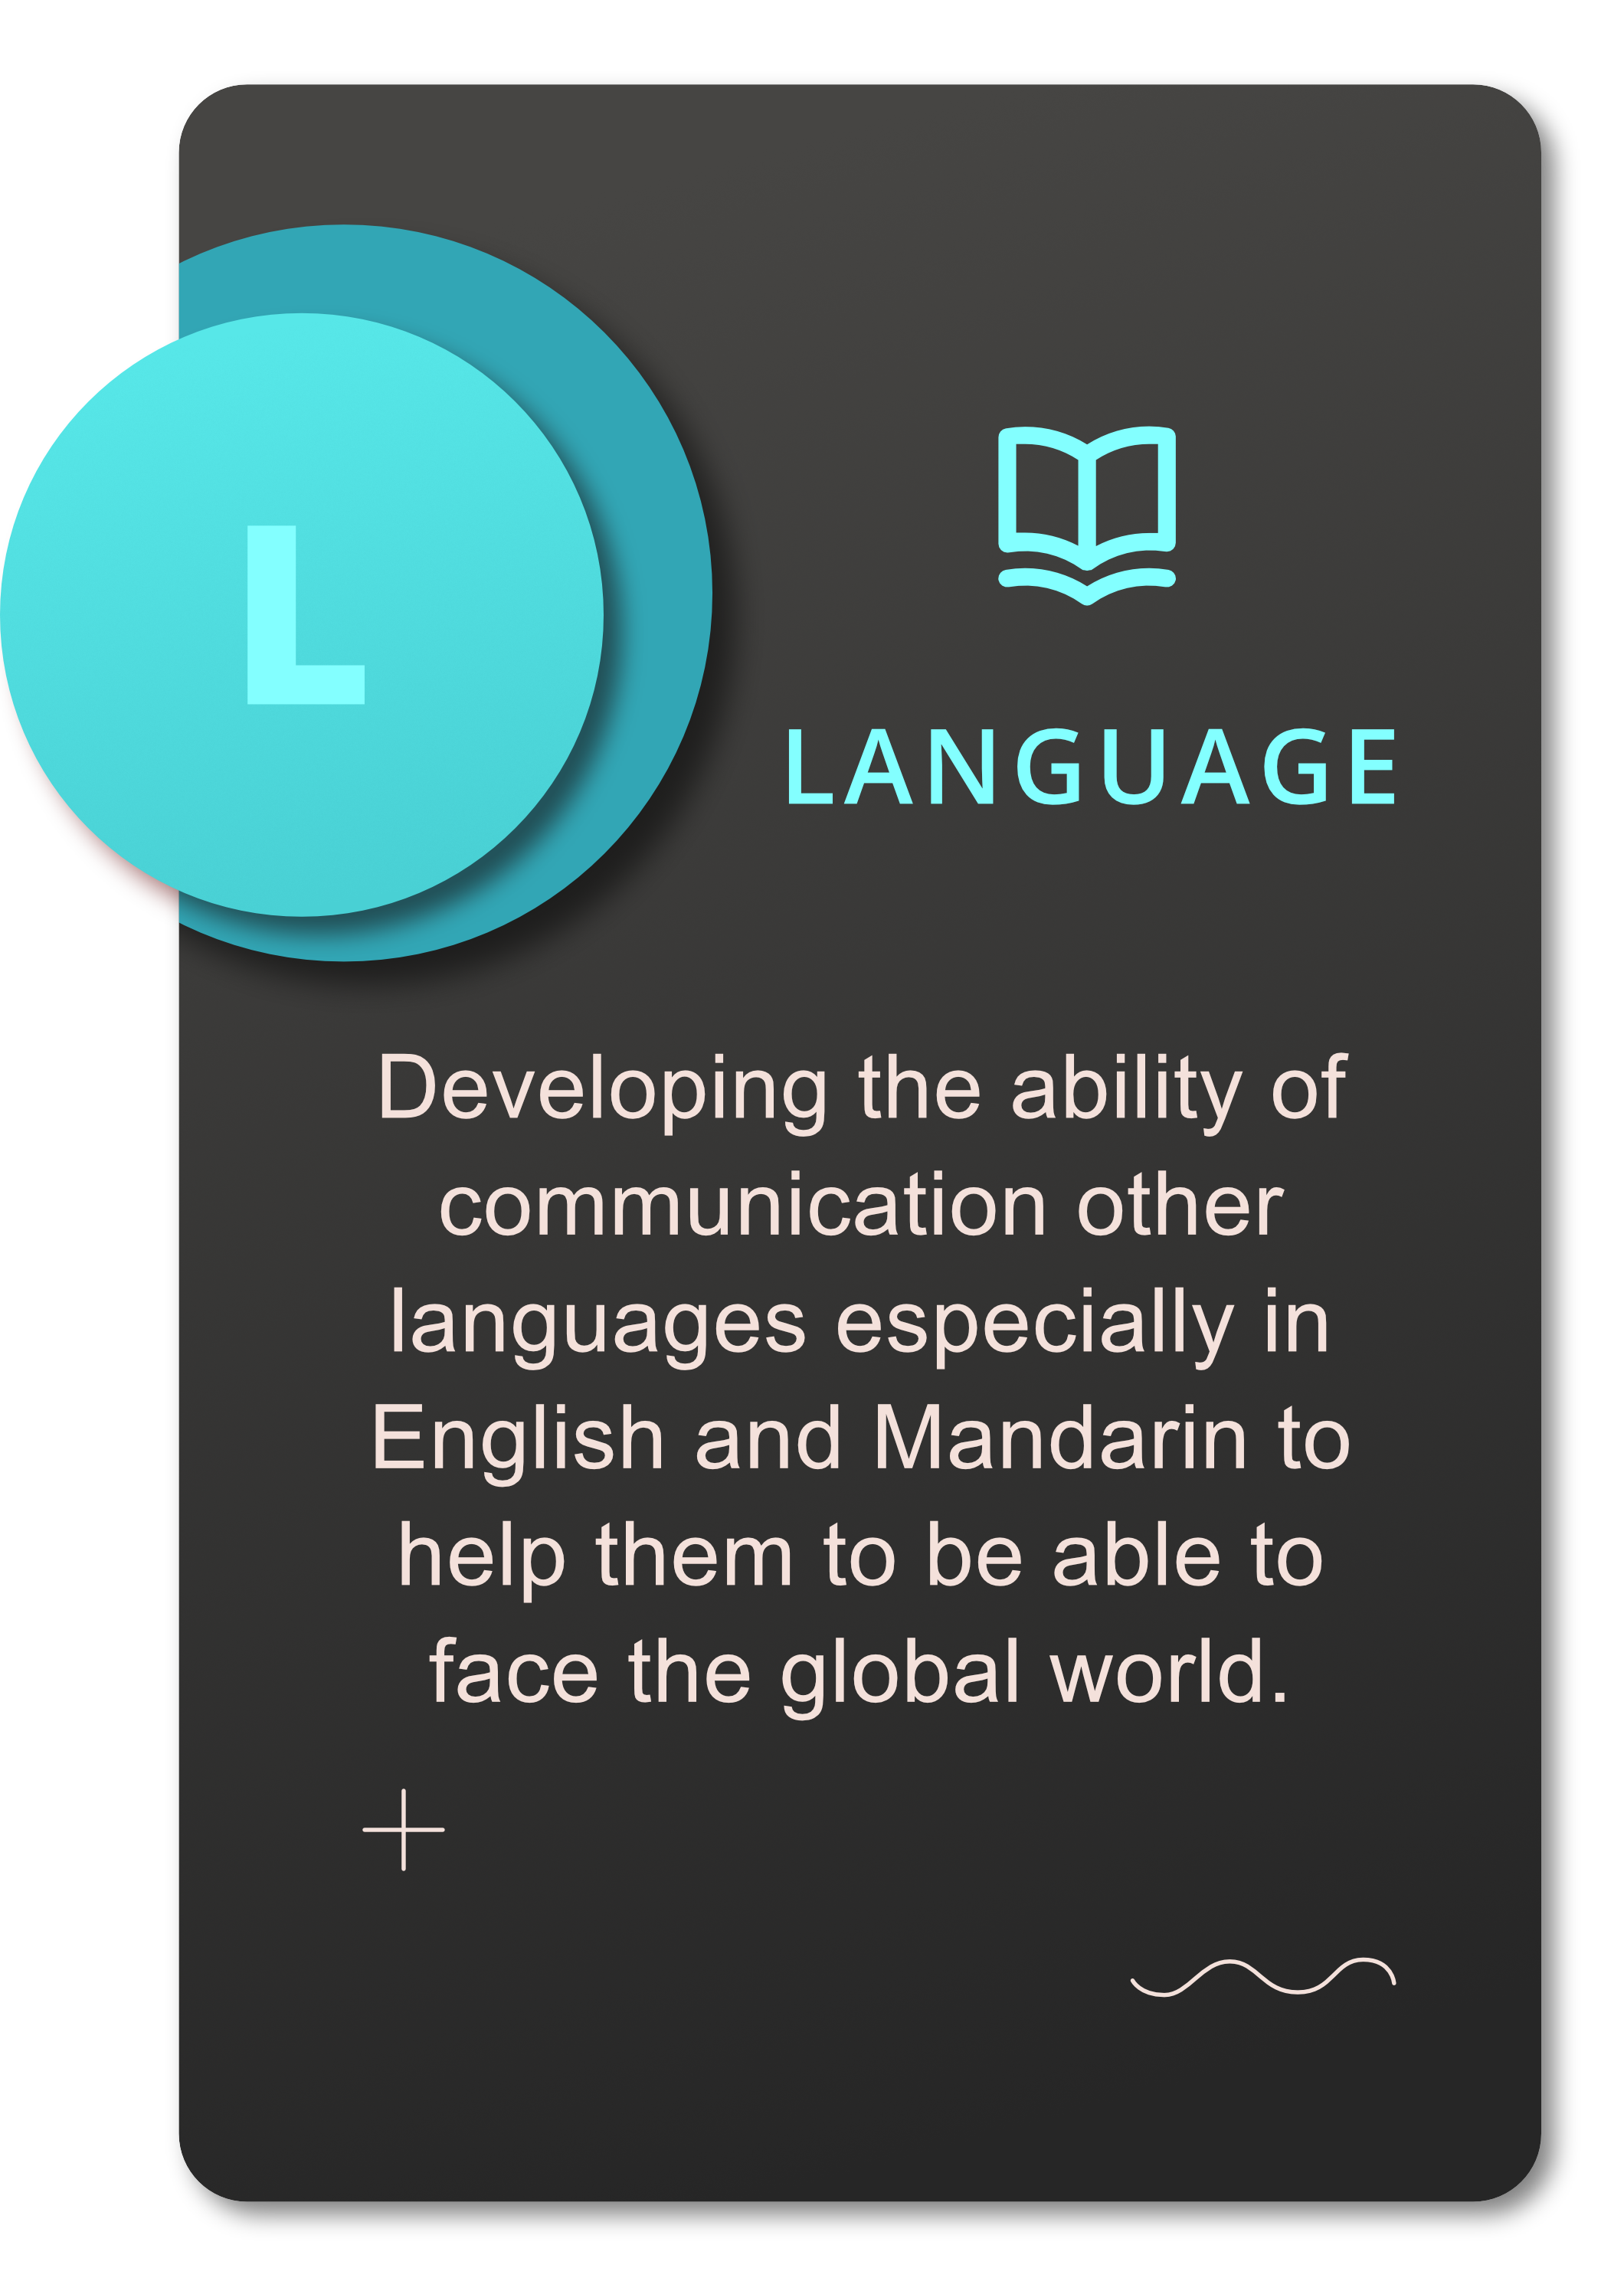 L
LANGUAGE
Developing the ability of
communication other
languages especially in
English and Mandarin to
help them to be able to
face the global world.